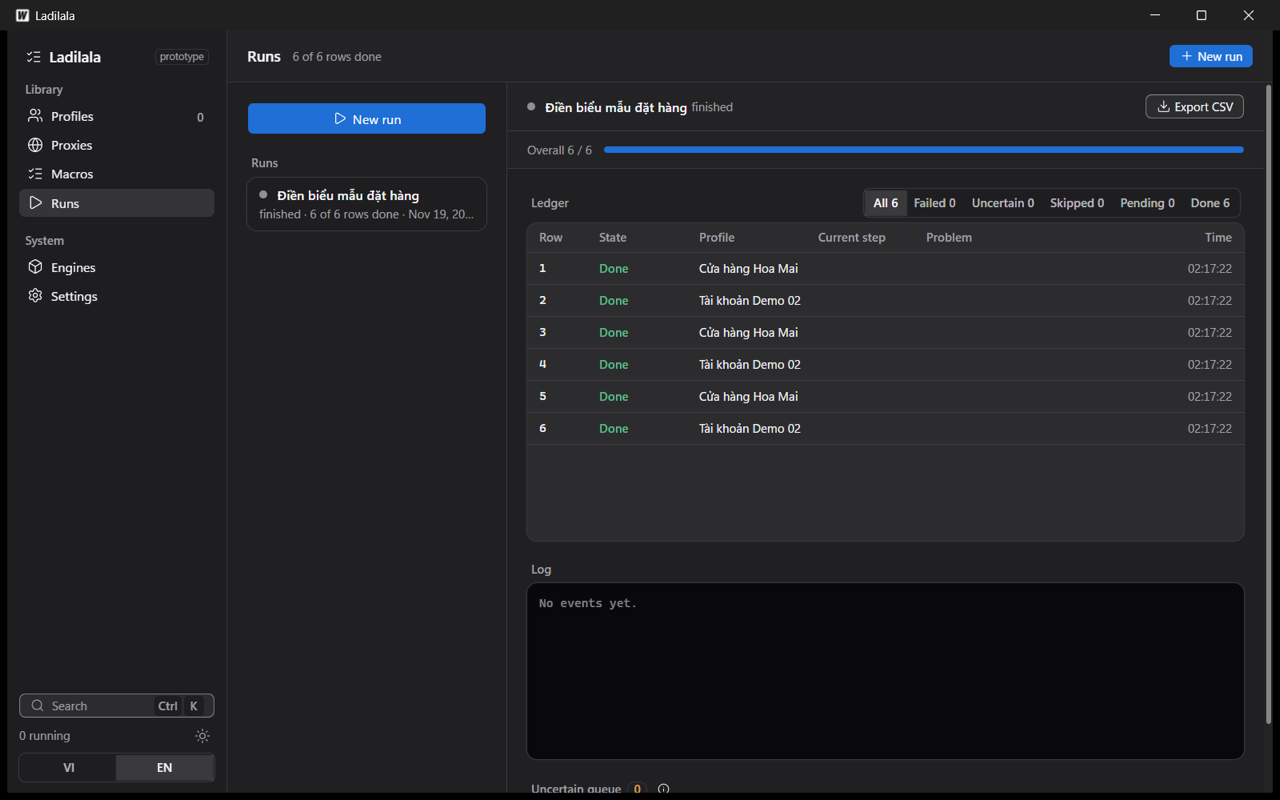 Ladilala
Ladilala prototype
Library
Profiles 0
Proxies
Macros
Runs
System
Engines
Settings
Search Ctrl K
0 running
VI EN
Runs 6 of 6 rows done
New run
New run
Runs
Điền biểu mẫu đặt hàng
finished · 6 of 6 rows done · Nov 19, 20...
Điền biểu mẫu đặt hàng finished
Export CSV
Overall 6 / 6
Ledger
All 6 Failed 0 Uncertain 0 Skipped 0 Pending 0 Done 6
Row State Profile Current step Problem Time
1 Done Cửa hàng Hoa Mai 02:17:22
2 Done Tài khoản Demo 02 02:17:22
3 Done Cửa hàng Hoa Mai 02:17:22
4 Done Tài khoản Demo 02 02:17:22
5 Done Cửa hàng Hoa Mai 02:17:22
6 Done Tài khoản Demo 02 02:17:22
Log
No events yet.
Uncertain queue 0